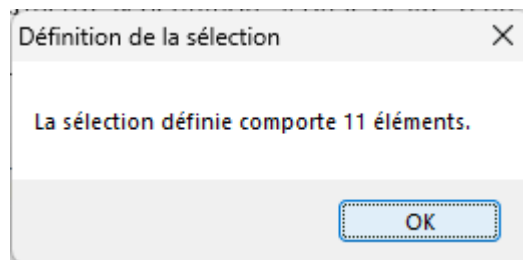 Définition de la sélection
La sélection définie comporte 11 éléments.
OK